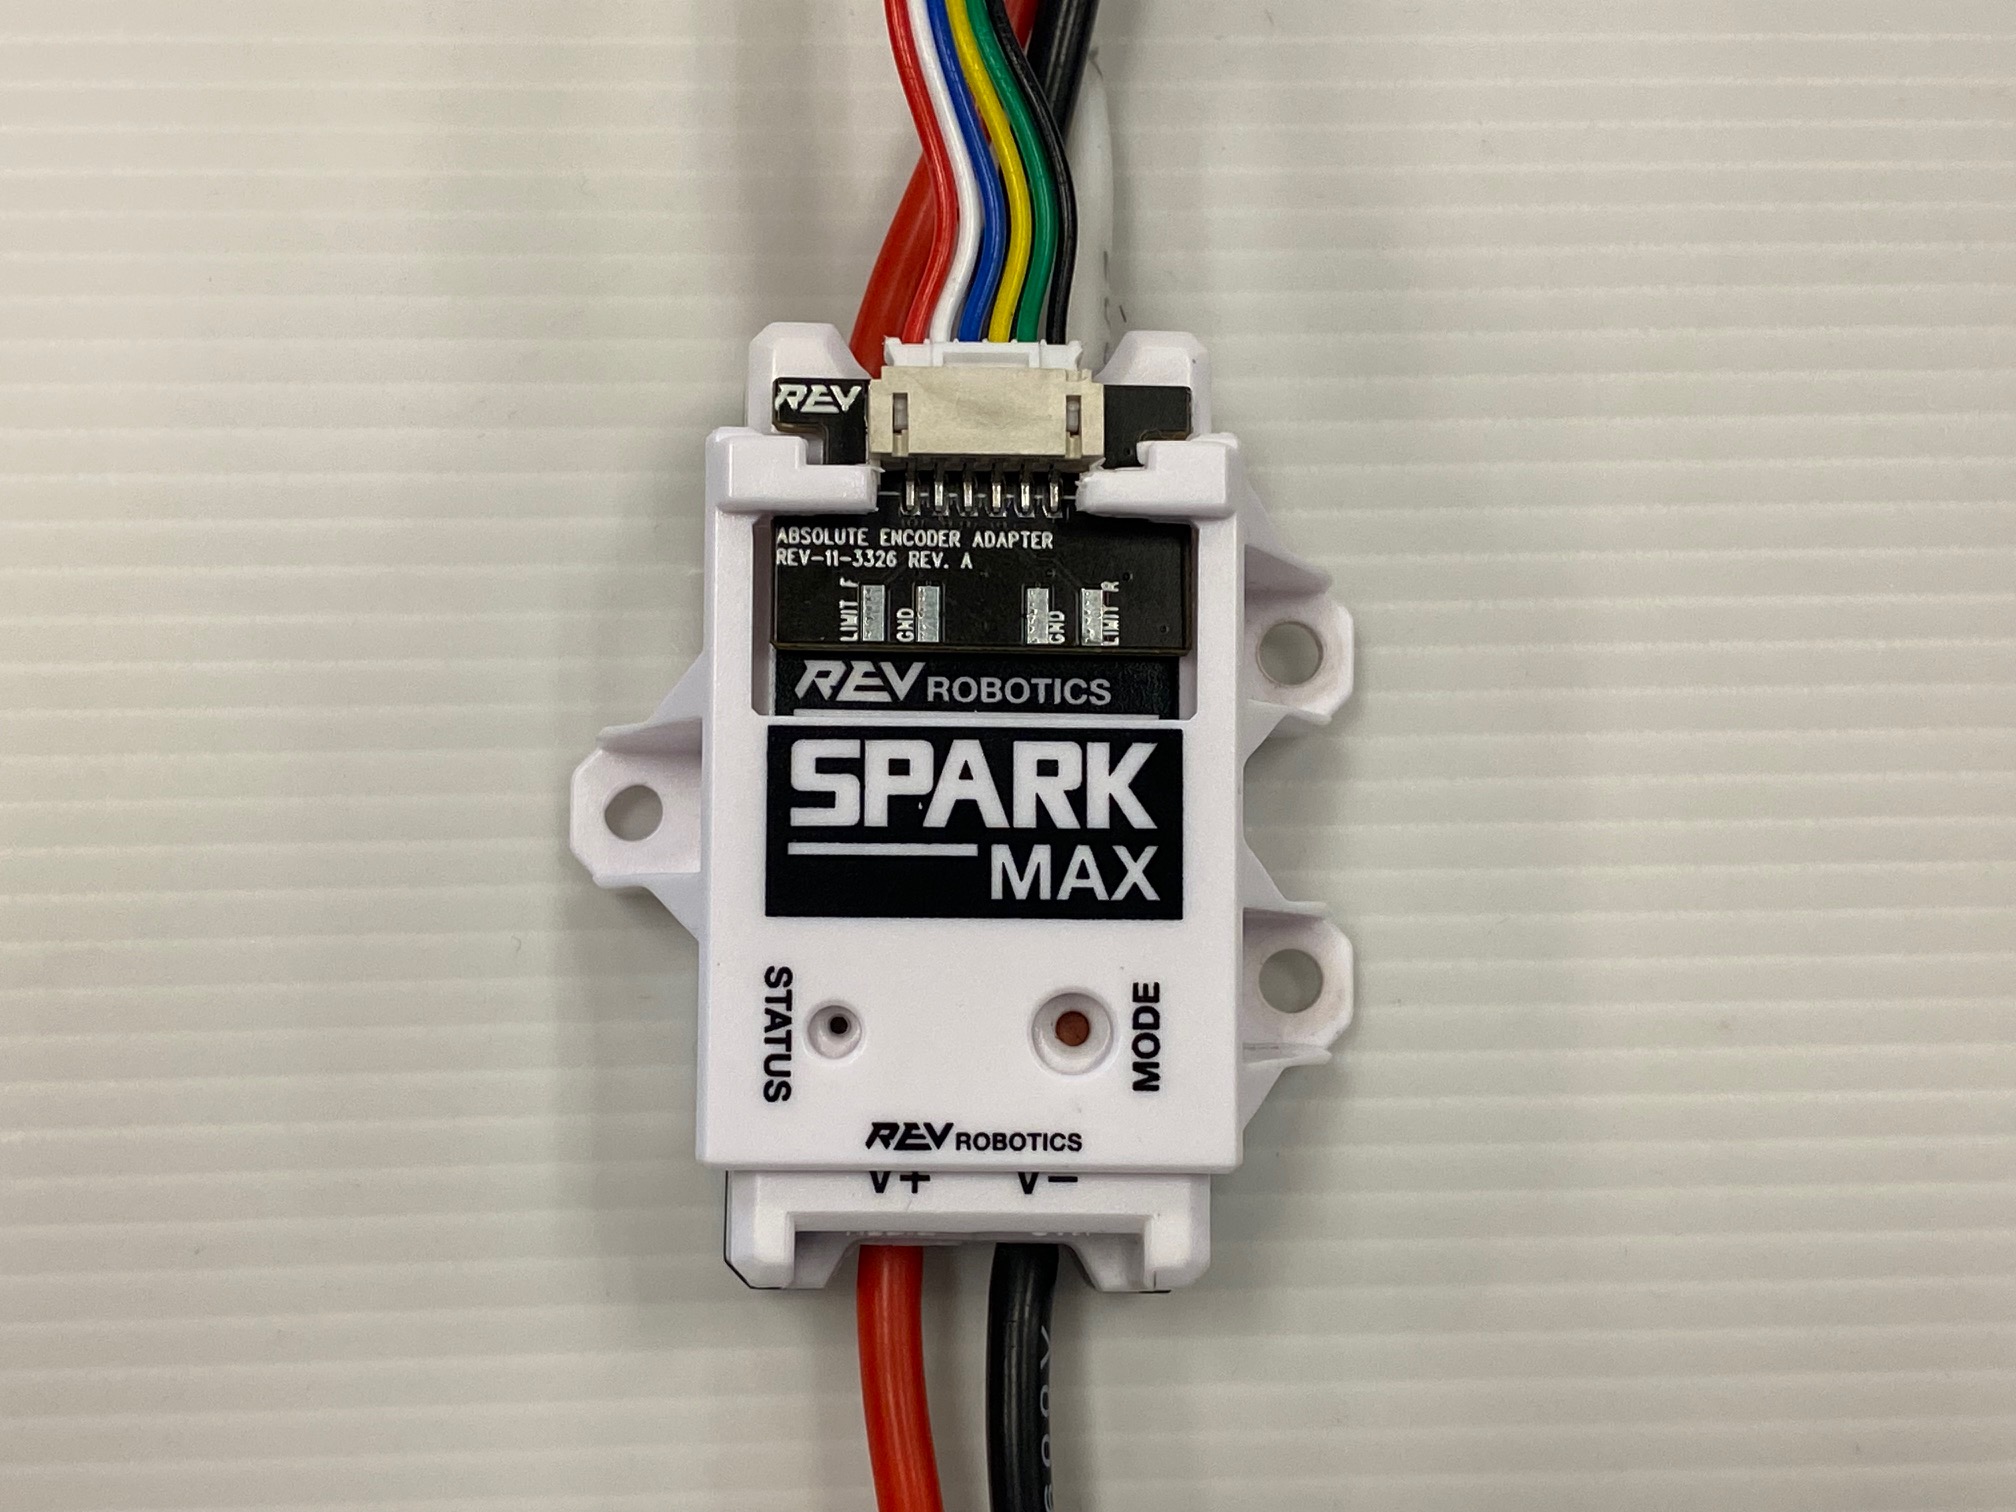 REV
ABSOLUTE ENCODER ADAPTER
REV-11-3326 REV. A
LIMIT F
GND
GND
LIMIT R
REV ROBOTICS
SPARK
MAX
STATUS
MODE
REV ROBOTICS
V+
V-